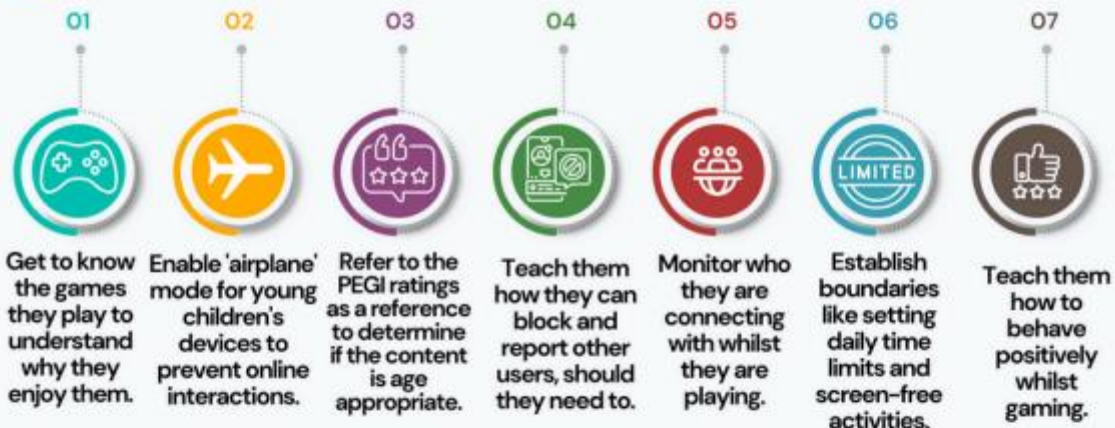 01
02
03
04
05
06
07
LIMITED
Get to know
the games
they play to
understand
why they
enjoy them.
Enable 'airplane'
mode for young
children's
devices to
prevent online
interactions.
Refer to the
PEGI ratings
as a reference
to determine
if the content
is age
appropriate.
Teach them
how they can
block and
report other
users, should
they need to.
Monitor who
they are
connecting
with whilst
they are
playing.
Establish
boundaries
like setting
daily time
limits and
screen-free
activities.
Teach them
how to
behave
positively
whilst
gaming.